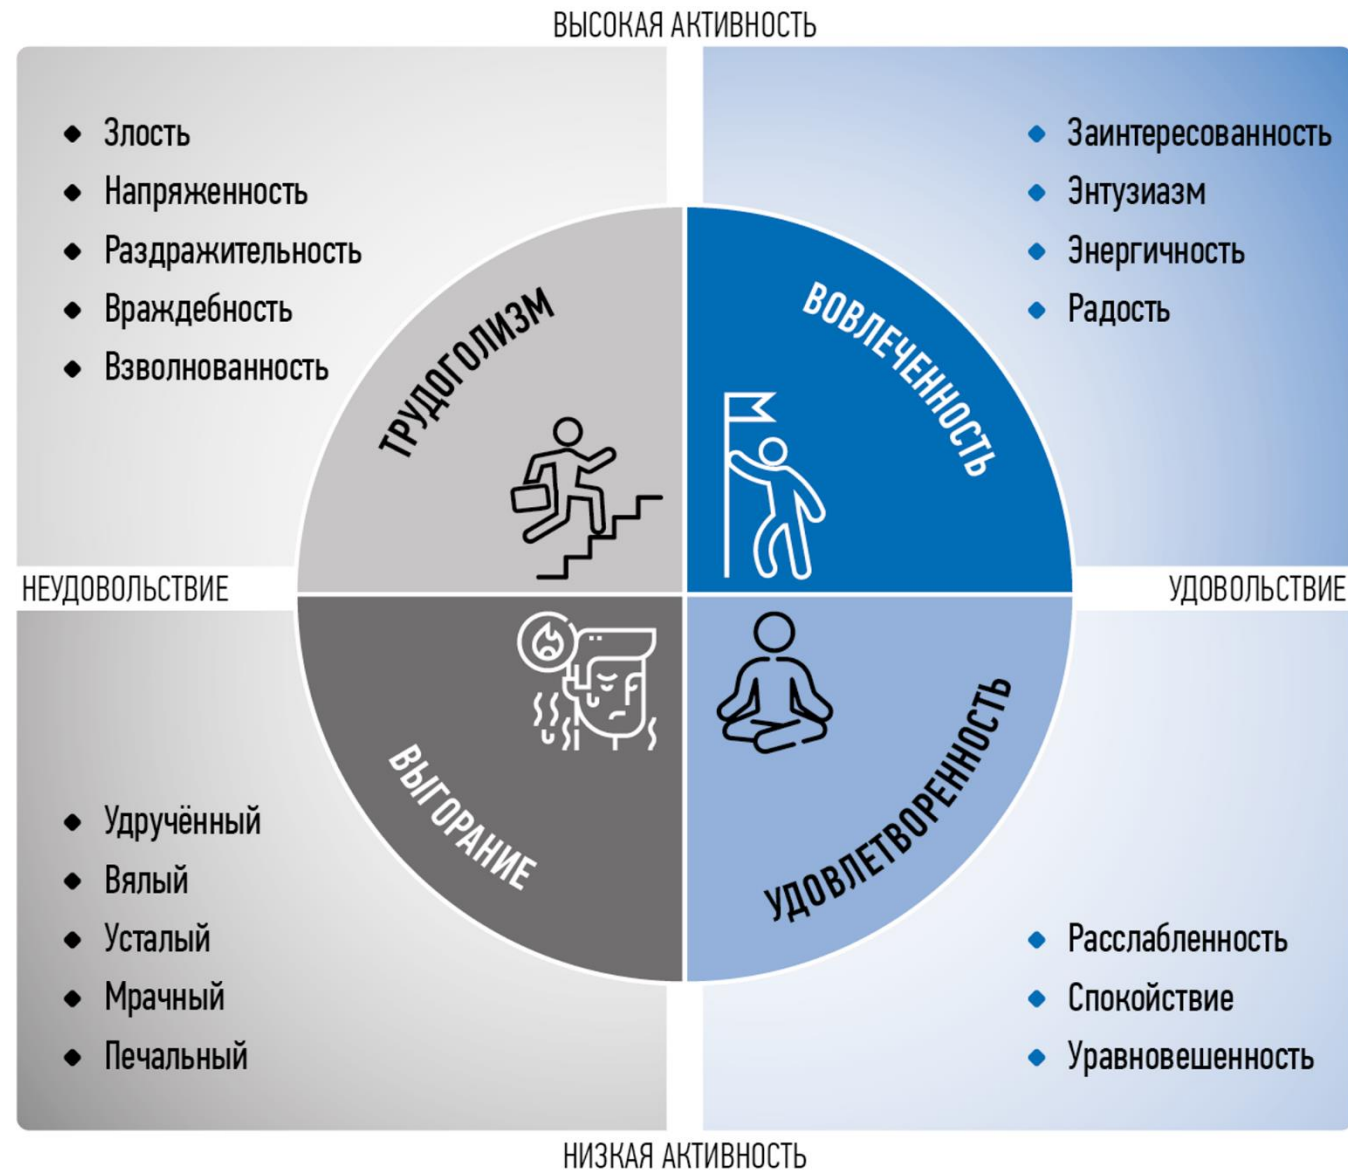 ВЫСОКАЯ АКТИВНОСТЬ
Злость
Напряженность
Раздражительность
Враждебность
Взволнованность
Заинтересованность
Энтузиазм
Энергичность
Радость
ТРУДОГОЛИЗМ
ВОВЛЕЧЕННОСТЬ
НЕУДОВОЛЬСТВИЕ
УДОВОЛЬСТВИЕ
ВЫГОРАНИЕ
УДОВЛЕТВОРЕННОСТЬ
Удручённый
Вялый
Усталый
Мрачный
Печальный
Расслабленность
Спокойствие
Уравновешенность
НИЗКАЯ АКТИВНОСТЬ